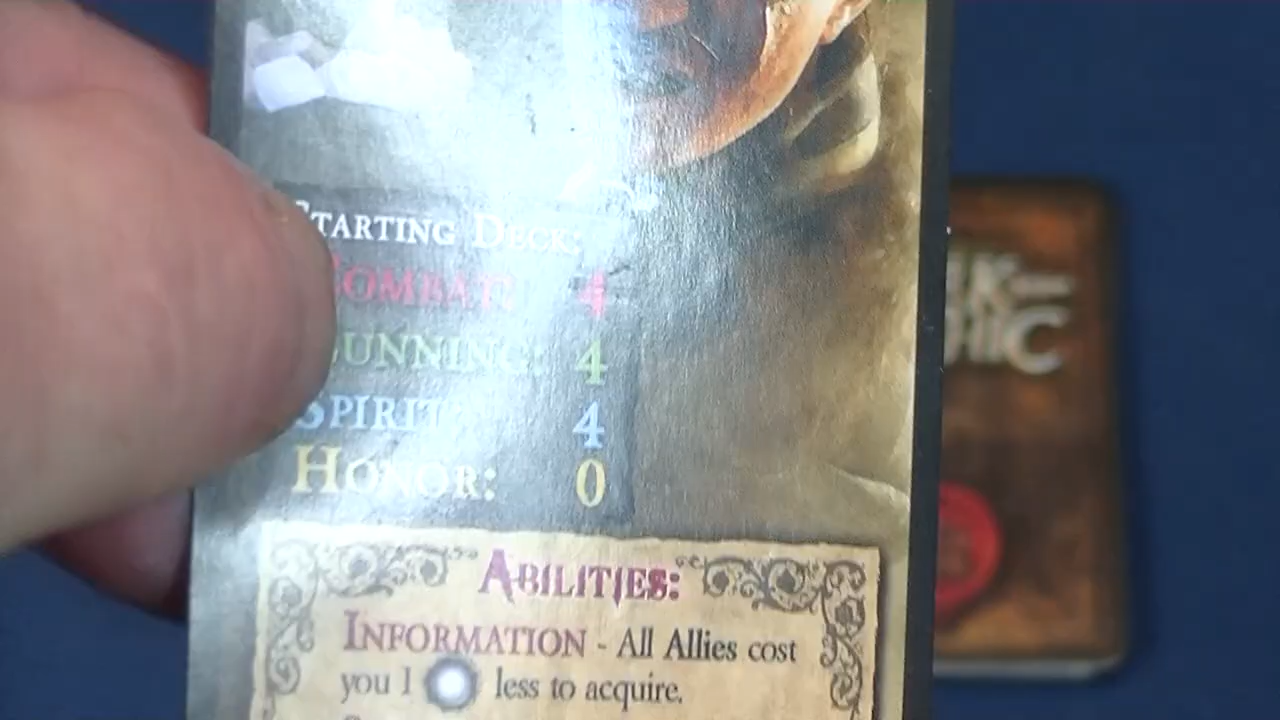 STARTING DECK:
COMBAT: 4
CUNNING: 4
SPIRIT: 4
HONOR: 0
ABILITIES:
INFORMATION - All Allies cost
you 1 less to acquire.